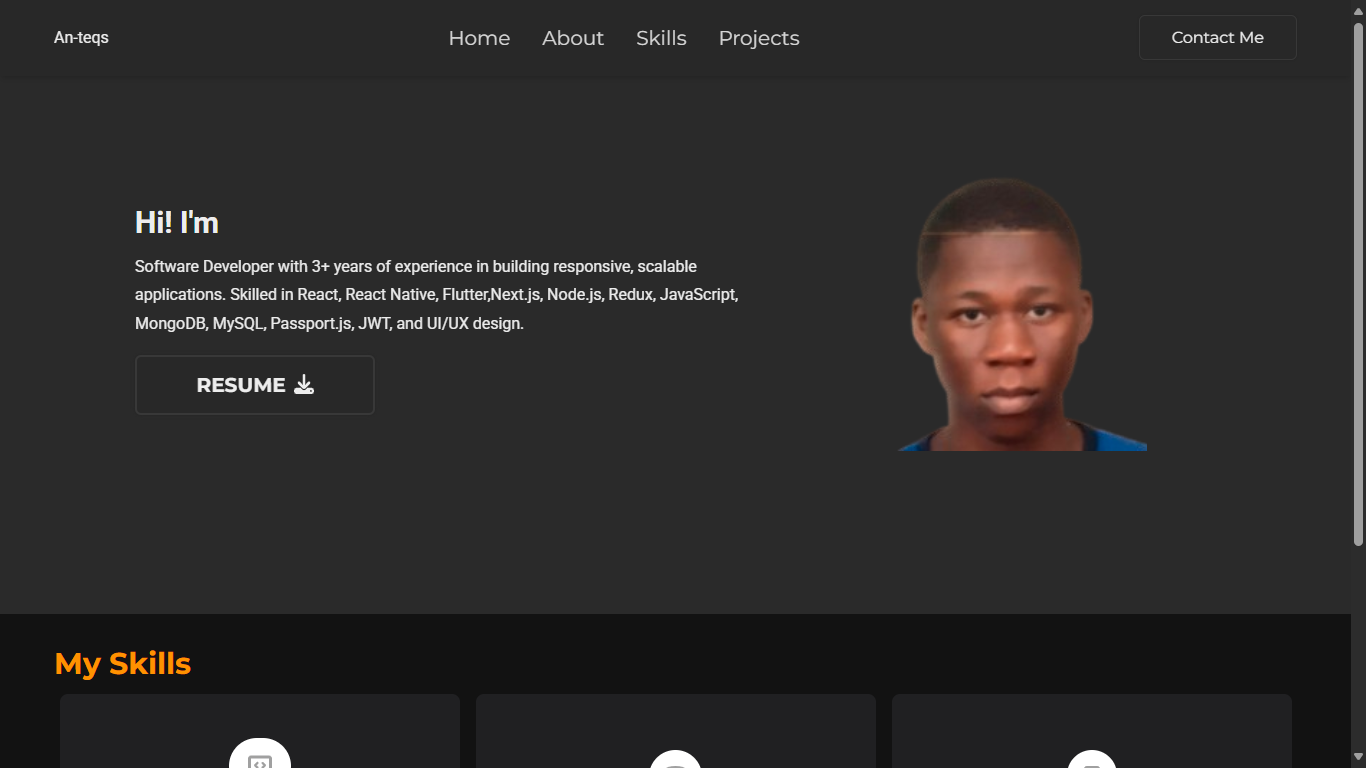 An-teqs
Home About Skills Projects
Contact Me
Hi! I'm
Software Developer with 3+ years of experience in building responsive, scalable
applications. Skilled in React, React Native, Flutter,Next.js, Node.js, Redux, JavaScript,
MongoDB, MySQL, Passport.js, JWT, and UI/UX design.
RESUME
My Skills